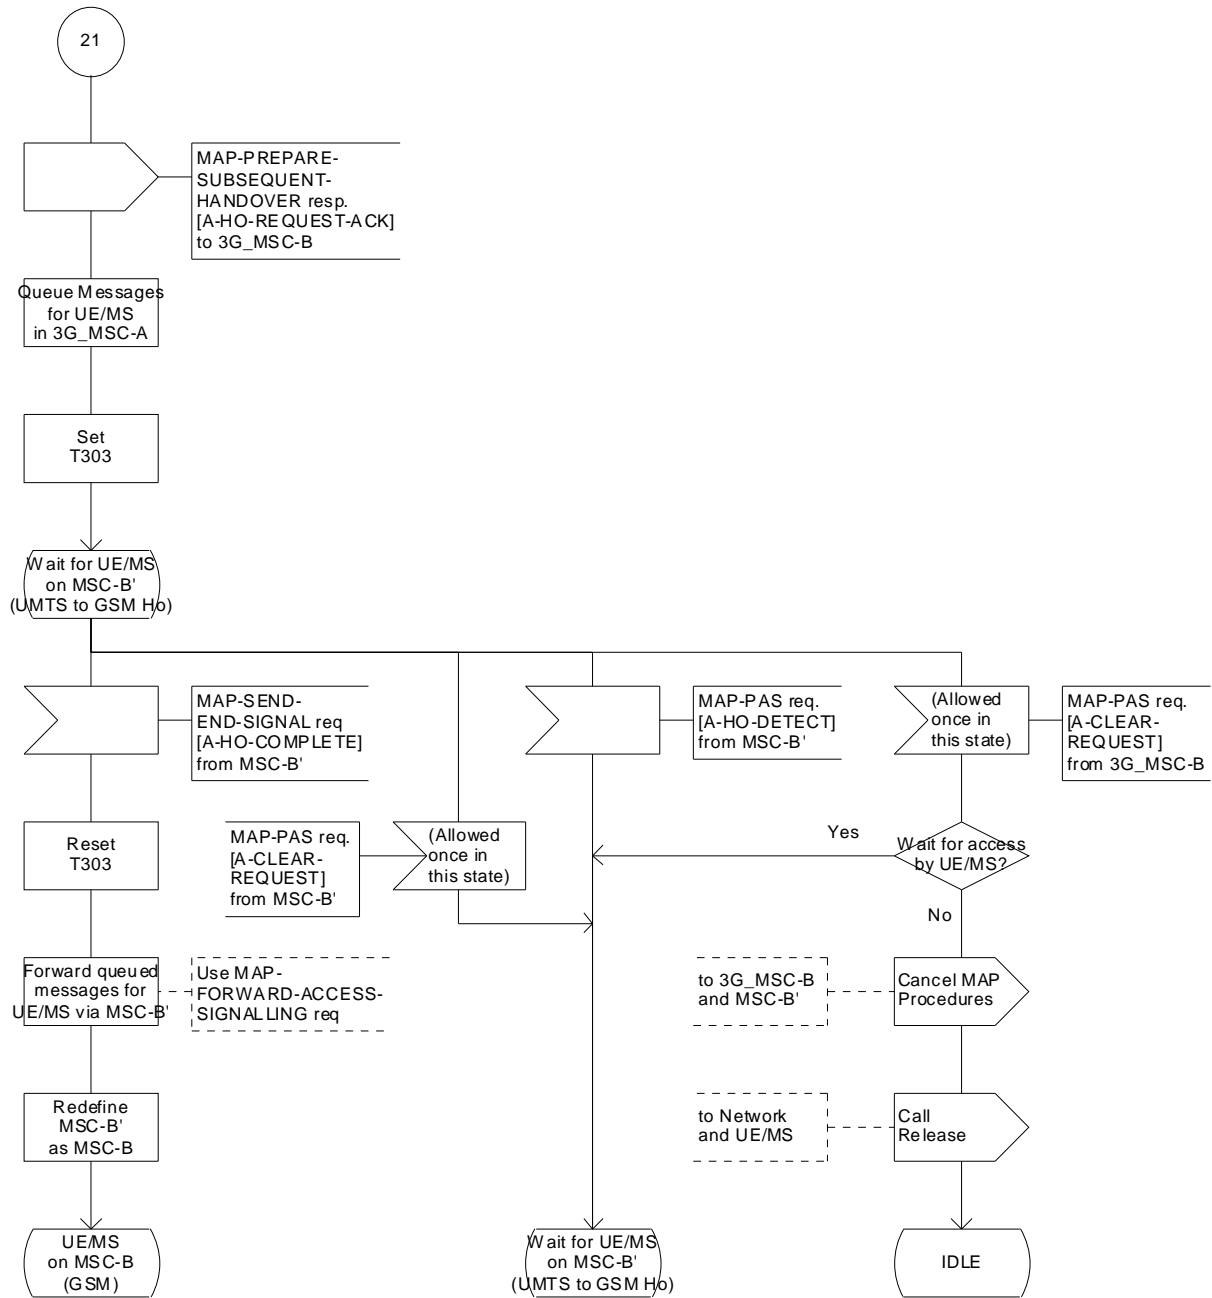 21
MAP-PREPARE-
SUBSEQUENT-
HANDOVER resp.
[A-HO-REQUEST-ACK]
to 3G_MSC-B
Queue Messages
for UE/MS
in 3G_MSC-A
Set
T303
Wait for UE/MS
on MSC-B'
(UMTS to GSM Ho)
MAP-SEND-
END-SIGNAL req
[A-HO-COMPLETE]
from MSC-B'
MAP-PAS req.
[A-HO-DETECT]
from MSC-B'
(Allowed
once in
this state)
MAP-PAS req.
[A-CLEAR-
REQUEST]
from 3G_MSC-B
Reset
T303
MAP-PAS req.
[A-CLEAR-
REQUEST]
from MSC-B'
(Allowed
once in
this state)
Yes
Wait for access
by UE/MS?
No
Forward queued
messages for
UE/MS via MSC-B'
Use MAP-
FORWARD-ACCESS-
SIGNALLING req
to 3G_MSC-B
and MSC-B'
Cancel MAP
Procedures
Redefine
MSC-B'
as MSC-B
to Network
and UE/MS
Call
Release
UE/MS
on MSC-B
(GSM)
Wait for UE/MS
on MSC-B'
(UMTS to GSM Ho)
IDLE